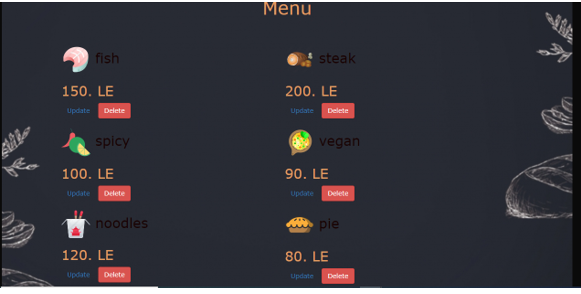 Menu
fish
150. LE
Update Delete
steak
200. LE
Update Delete
spicy
100. LE
Update Delete
vegan
90. LE
Update Delete
noodles
120. LE
Update Delete
pie
80. LE
Update Delete